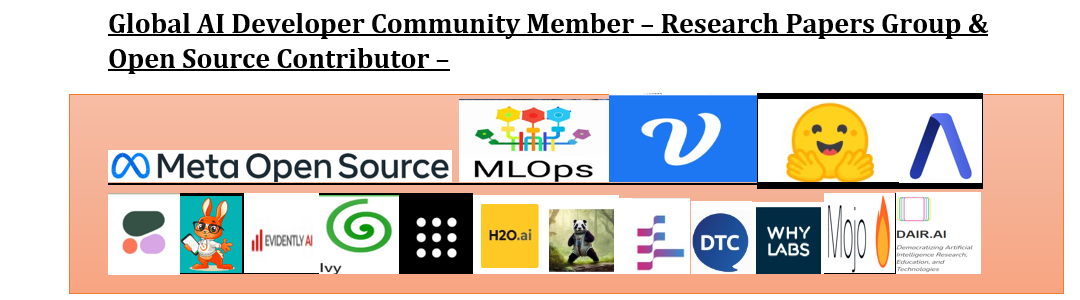 Global AI Developer Community Member – Research Papers Group &
Open Source Contributor –
Meta Open Source
MLOps
EVIDENTLY AI
Ivy
H2O.ai
DTC
WHY
LABS
Mojo
DAIR.AI
Democratizing Artificial
Intelligence Research,
Education, and
Technologies